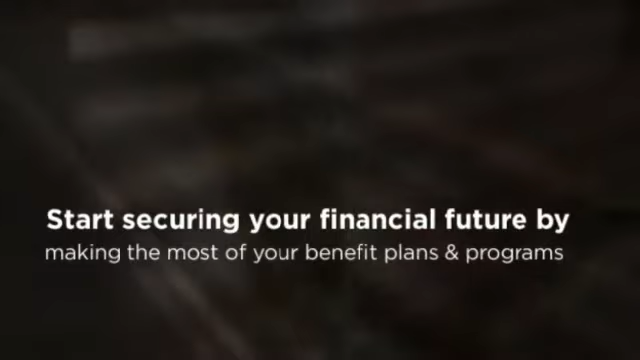 Start securing your financial future by
making the most of your benefit plans & programs